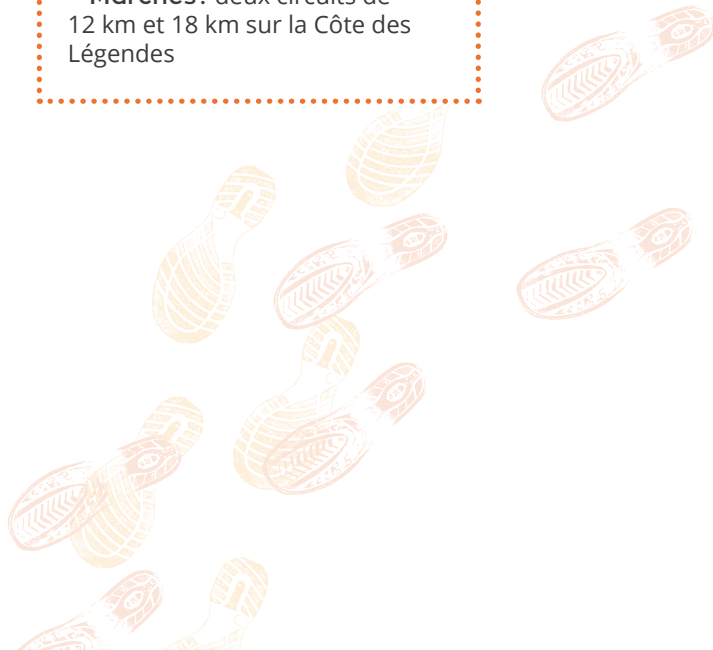 Marches : deux circuits de
12 km et 18 km sur la Côte des
Légendes